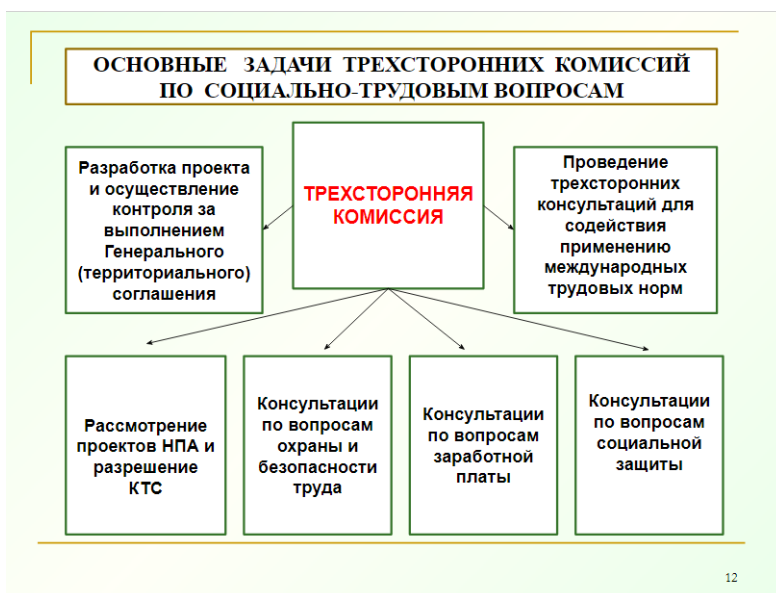 ОСНОВНЫЕ ЗАДАЧИ ТРЕХСТОРОННИХ КОМИССИЙ
ПО СОЦИАЛЬНО-ТРУДОВЫМ ВОПРОСАМ
Разработка проекта
и осуществление
контроля за
выполнением
Генерального
(территориального)
соглашения
ТРЕХСТОРОННЯЯ
КОМИССИЯ
Проведение
трехсторонних
консультаций для
содействия
применению
международных
трудовых норм
Рассмотрение
проектов НПА и
разрешение
КТС
Консультации
по вопросам
охраны и
безопасности
труда
Консультации
по вопросам
заработной
платы
Консультации
по вопросам
социальной
защиты
12